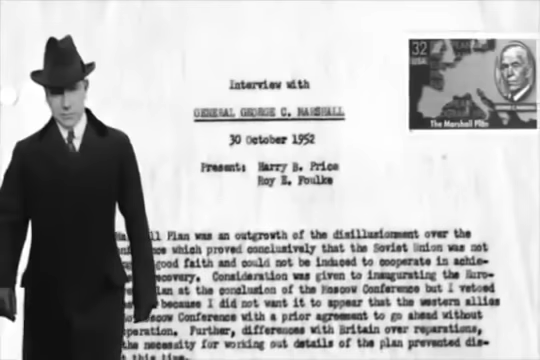 Interview with
GENERAL GEORGE C. MARSHALL
30 October 1952
Present: Harry B. Price
Roy E. Foulke
32
USA
The Marshall Plan
Plan was an outgrowth of the disillusionment over the
which proved conclusively that the Soviet Union was not
good faith and could not be induced to cooperate in achie-
recovery. Consideration was given to inaugurating the Euro-
at the conclusion of the Moscow Conference but I vetoed
because I did not want it to appear that the western allies
Moscow Conference with a prior agreement to go ahead without
Further, differences with Britain over reparations,
the necessity for working out details of the plan prevented dis-
this time.